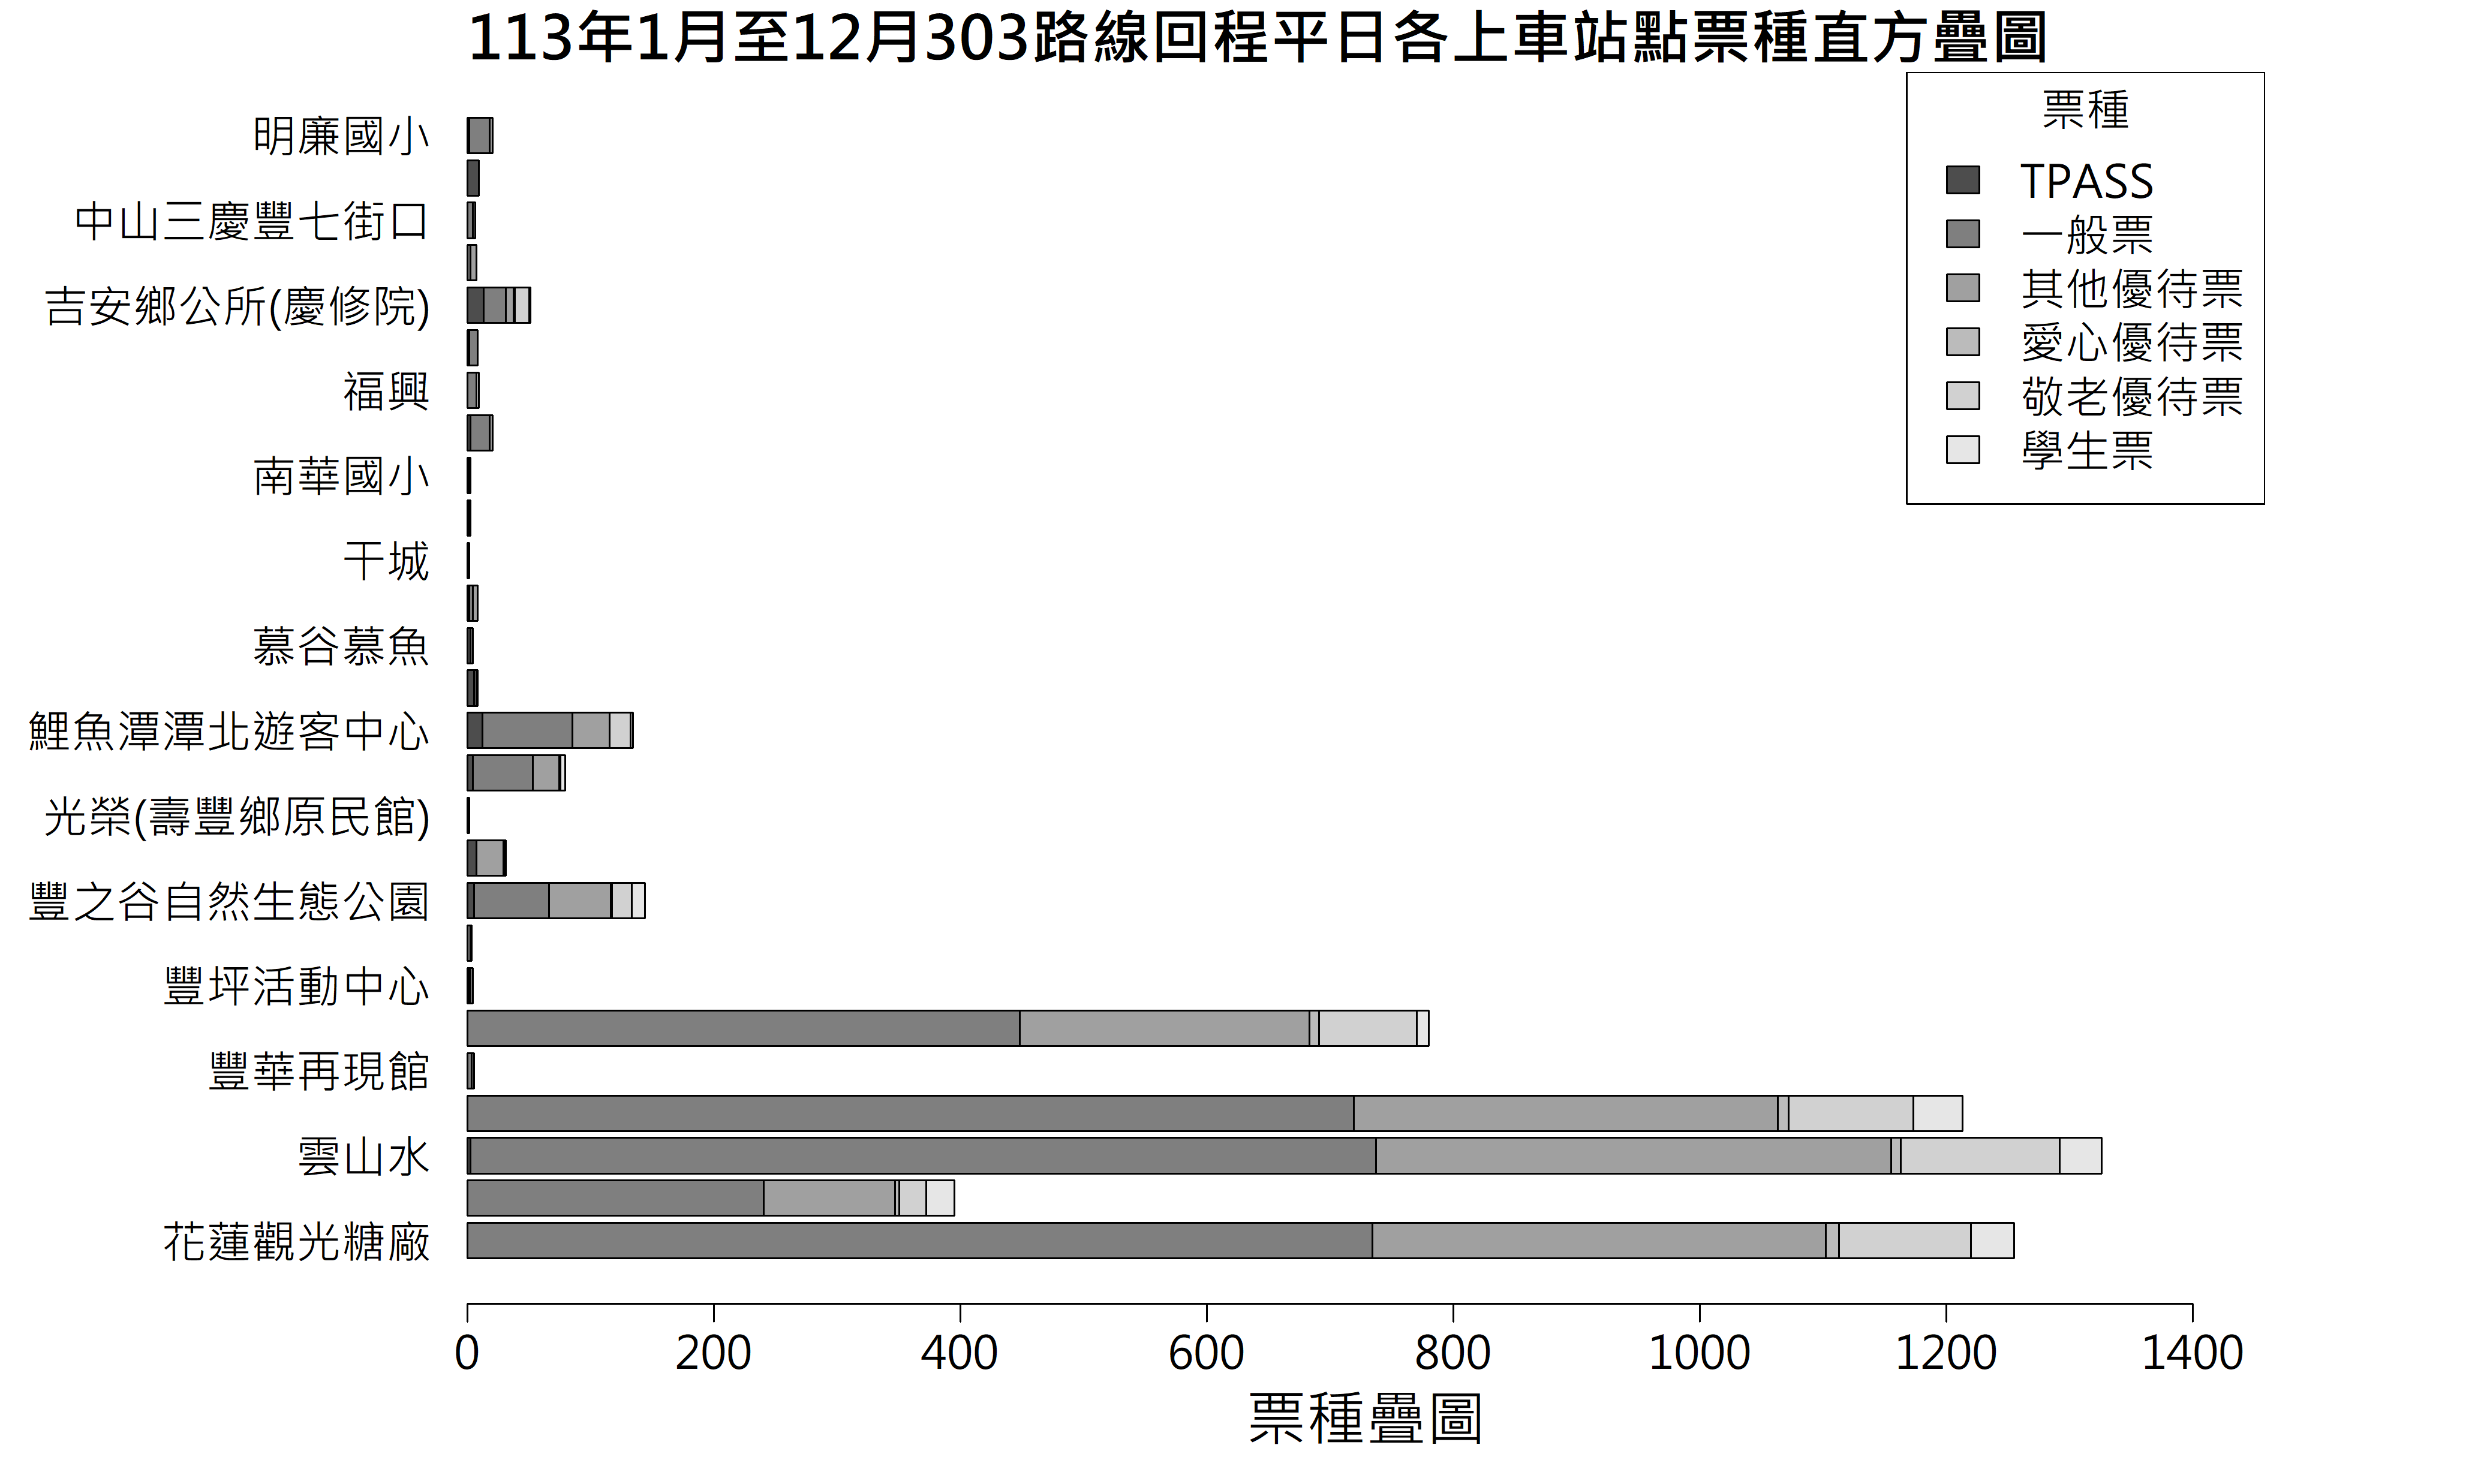 113年1月至12月303路線回程平日各上車站點票種直方疊圖
票種
TPASS
一般票
其他優待票
愛心優待票
敬老優待票
學生票
明廉國小
中山三慶豐七街口
吉安鄉公所(慶修院)
福興
南華國小
干城
慕谷慕魚
鯉魚潭潭北遊客中心
光榮(壽豐鄉原民館)
豐之谷自然生態公園
豐坪活動中心
豐華再現館
雲山水
花蓮觀光糖廠
0 200 400 600 800 1000 1200 1400
票種疊圖